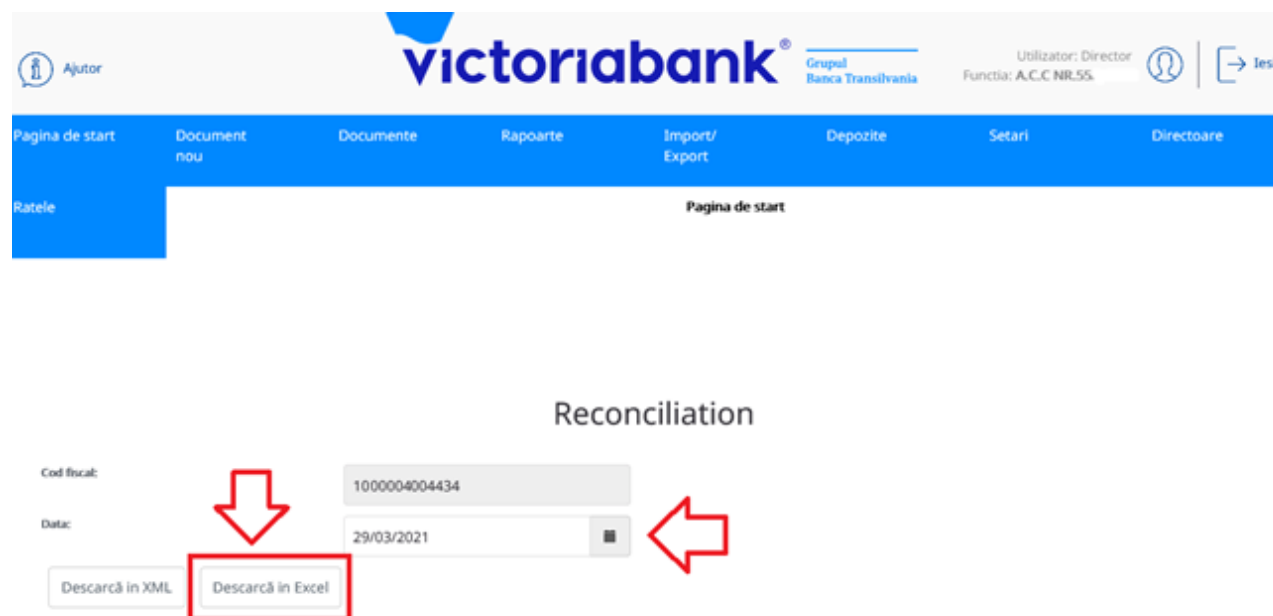 Ajutor
victoriabank®
Grupul
Banca Transilvania
Utilizator: Director
Functia: A.C.C NR.55.
Ies
Pagina de start
Document
nou
Documente
Rapoarte
Import/
Export
Depozite
Setari
Directoare
Ratele
Pagina de start
Reconciliation
Cod fiscal:
1000004004434
Data:
29/03/2021
Descarcă in XML
Descarcă in Excel